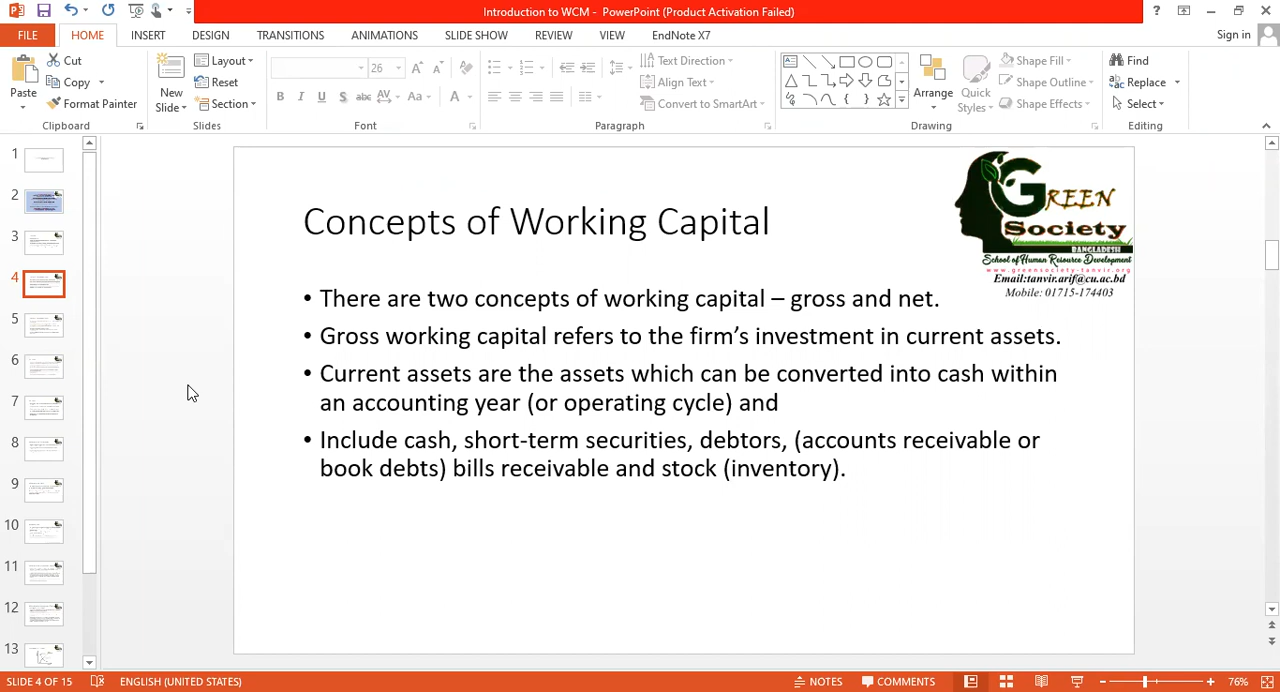 Introduction to WCM - PowerPoint (Product Activation Failed)
?
FILE HOME INSERT DESIGN TRANSITIONS ANIMATIONS SLIDE SHOW REVIEW VIEW EndNote X7
Sign in
Paste
Cut
Copy
Format Painter
Clipboard
New
Slide
Layout
Reset
Section
Slides
26
B I U S abc AV Aa A
Font
Text Direction
Align Text
Convert to SmartArt
Paragraph
Arrange
Quick
Styles
Shape Fill
Shape Outline
Shape Effects
Drawing
Find
Replace
Select
Editing
1
2
3
4
5
6
7
8
9
10
11
12
13
Concepts of Working Capital
GREEN
Society
BANGLADESH
School of Human Resource Development
www.greensociety-tanvir.org
Email:tanvir.arif@cu.ac.bd
Mobile: 01715-174403
• There are two concepts of working capital – gross and net.
• Gross working capital refers to the firm’s investment in current assets.
• Current assets are the assets which can be converted into cash within
an accounting year (or operating cycle) and
• Include cash, short-term securities, debtors, (accounts receivable or
book debts) bills receivable and stock (inventory).
SLIDE 4 OF 15 ENGLISH (UNITED STATES) NOTES COMMENTS 76%